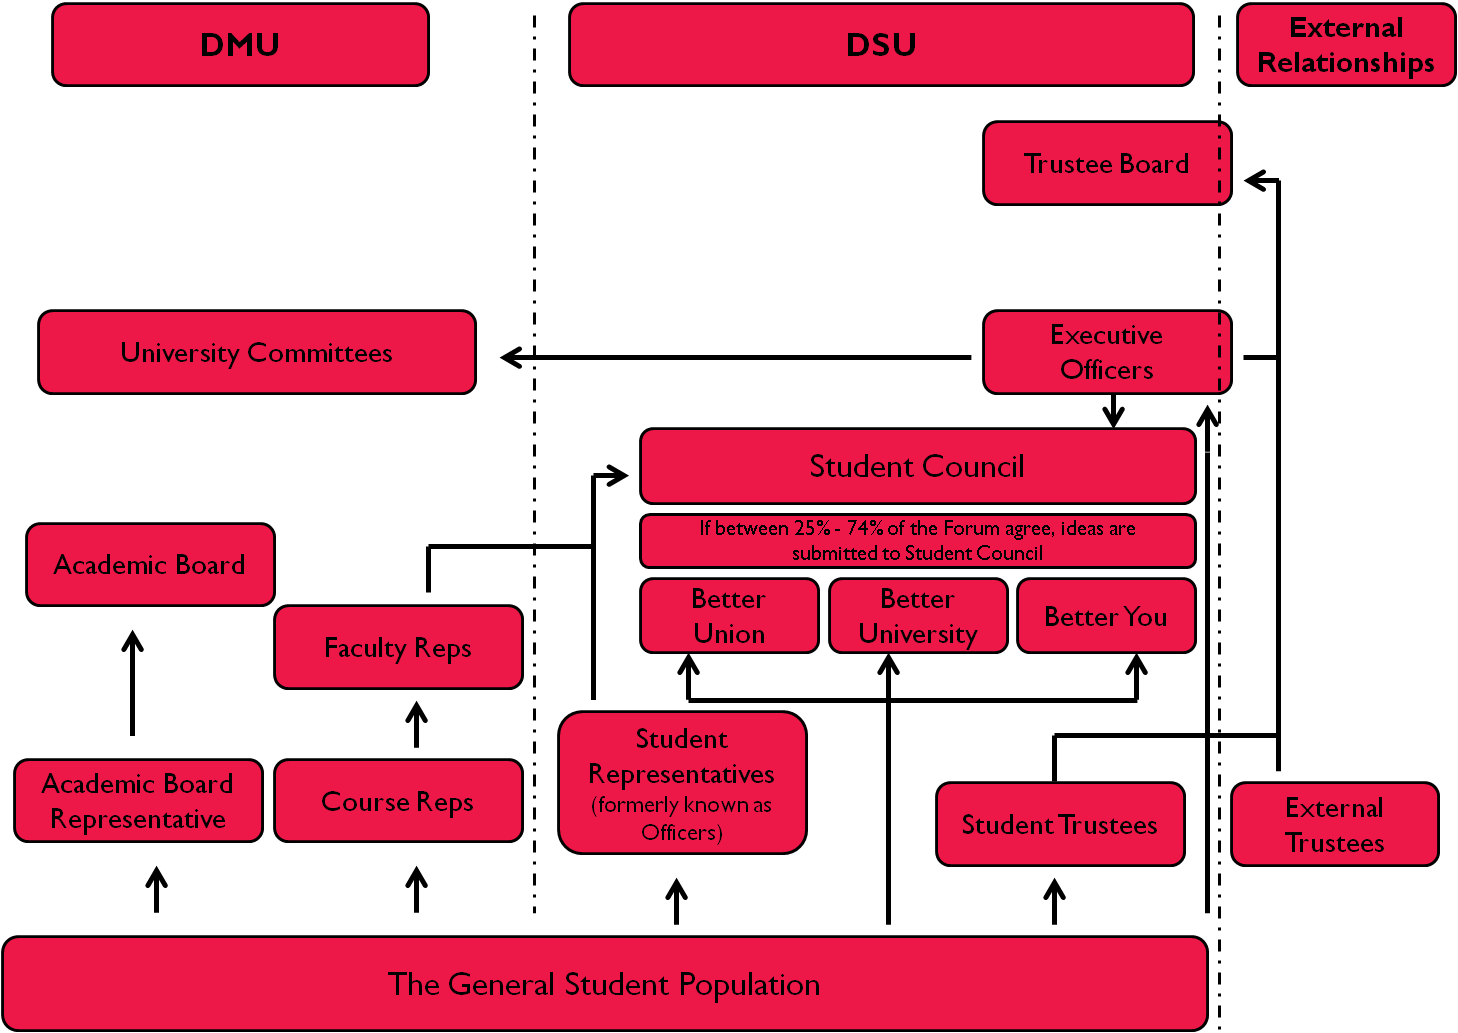 DMU
DSU
External
Relationships
Trustee Board
University Committees
Executive
Officers
Student Council
If between 25% - 74% of the Forum agree, ideas are
submitted to Student Council
Academic Board
Faculty Reps
Better
Union
Better
University
Better You
Academic Board
Representative
Course Reps
Student
Representatives
(formerly known as
Officers)
Student Trustees
External
Trustees
The General Student Population